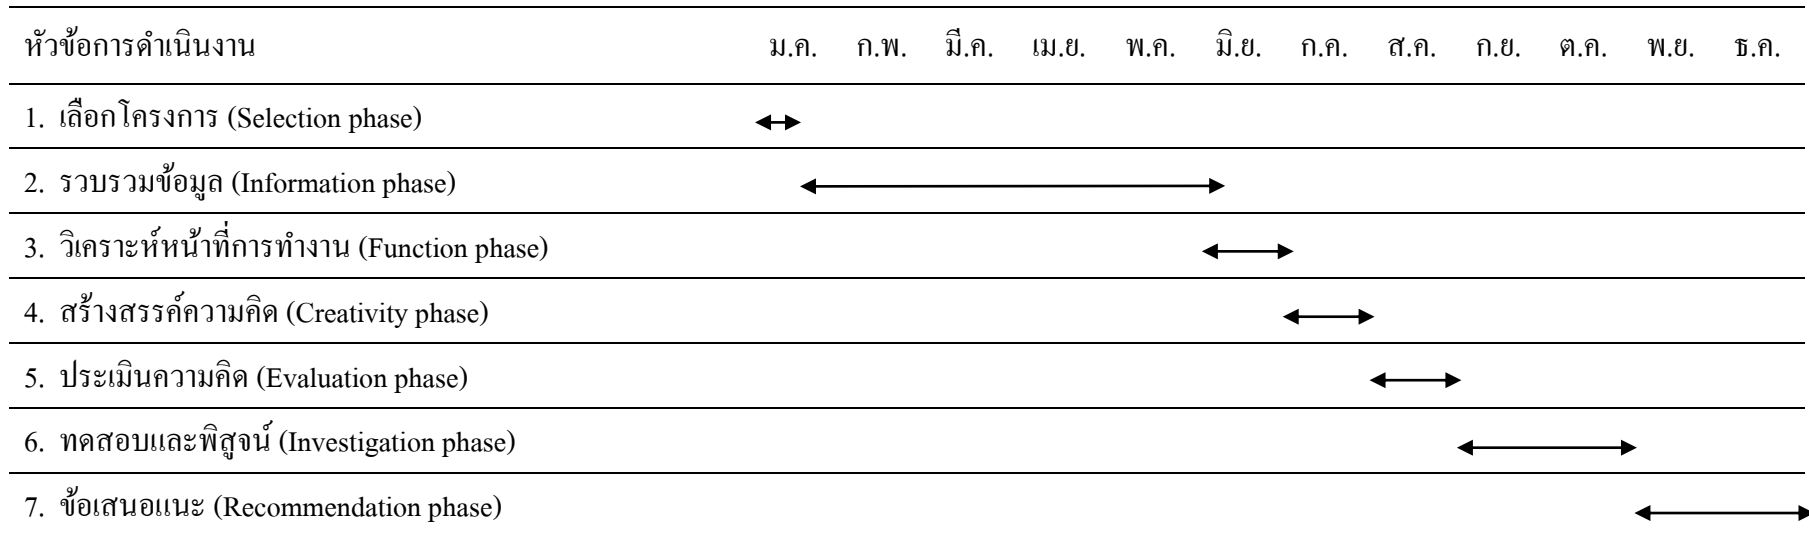 หัวข้อการดำเนินงาน ม.ค. ก.พ. มี.ค. เม.ย. พ.ค. มิ.ย. ก.ค. ส.ค. ก.ย. ต.ค. พ.ย. ธ.ค.
1. เลือกโครงการ (Selection phase)
2. รวบรวมข้อมูล (Information phase)
3. วิเคราะห์หน้าที่การทำงาน (Function phase)
4. สร้างสรรค์ความคิด (Creativity phase)
5. ประเมินความคิด (Evaluation phase)
6. ทดสอบและพิสูจน์ (Investigation phase)
7. ข้อเสนอแนะ (Recommendation phase)